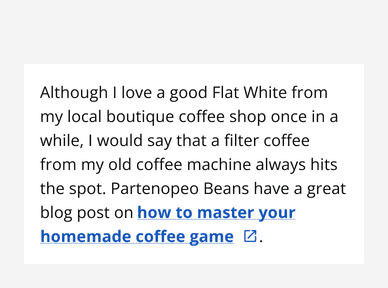 Although I love a good Flat White from
my local boutique coffee shop once in a
while, I would say that a filter coffee
from my old coffee machine always hits
the spot. Partenopeo Beans have a great
blog post on how to master your
homemade coffee game .